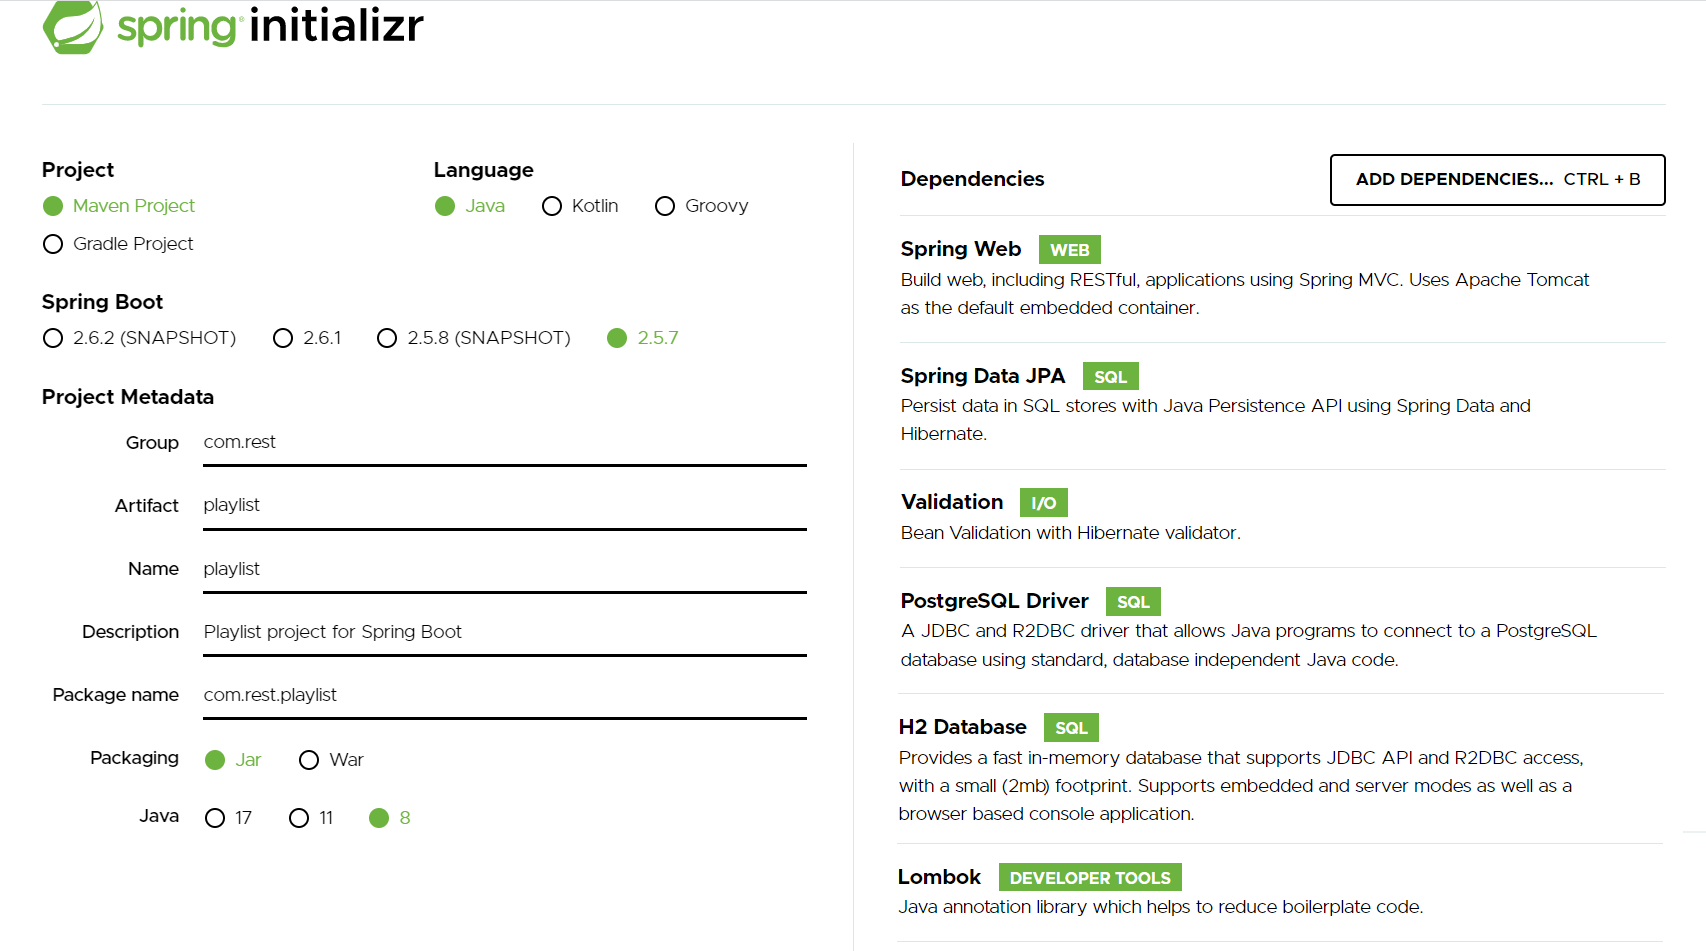 spring initializr
Project
Maven Project
Gradle Project
Language
Java Kotlin Groovy
Spring Boot
2.6.2 (SNAPSHOT) 2.6.1 2.5.8 (SNAPSHOT) 2.5.7
Project Metadata
Group com.rest
Artifact playlist
Name playlist
Description Playlist project for Spring Boot
Package name com.rest.playlist
Packaging Jar War
Java 17 11 8
Dependencies
ADD DEPENDENCIES... CTRL + B
Spring Web WEB
Build web, including RESTful, applications using Spring MVC. Uses Apache Tomcat
as the default embedded container.
Spring Data JPA SQL
Persist data in SQL stores with Java Persistence API using Spring Data and
Hibernate.
Validation I/O
Bean Validation with Hibernate validator.
PostgreSQL Driver SQL
A JDBC and R2DBC driver that allows Java programs to connect to a PostgreSQL
database using standard, database independent Java code.
H2 Database SQL
Provides a fast in-memory database that supports JDBC API and R2DBC access,
with a small (2mb) footprint. Supports embedded and server modes as well as a
browser based console application.
Lombok DEVELOPER TOOLS
Java annotation library which helps to reduce boilerplate code.